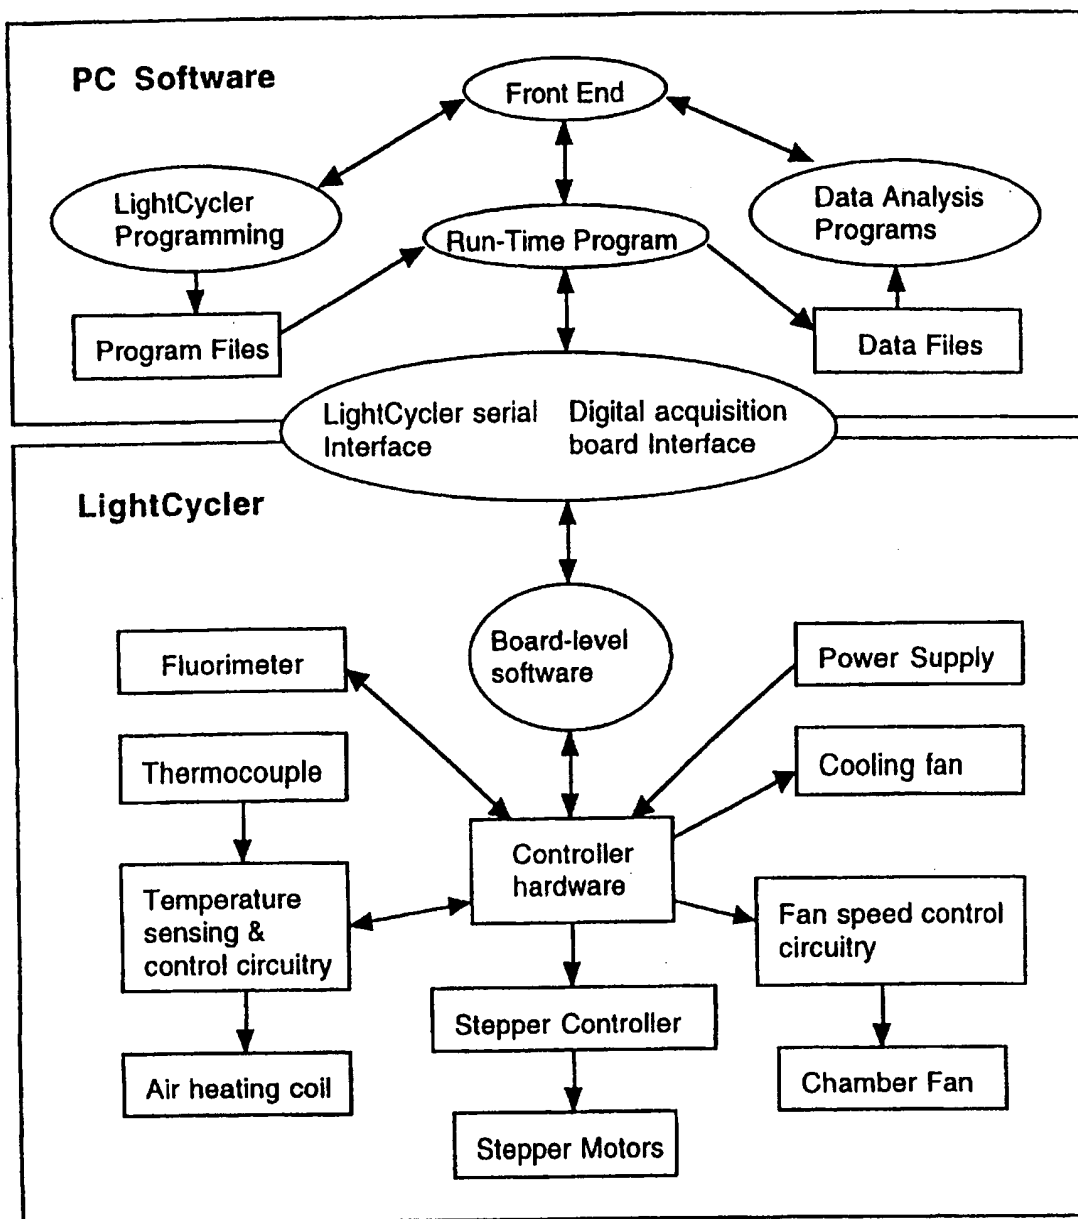 PC Software
Front End
LightCycler
Programming
Run-Time Program
Data Analysis
Programs
Program Files
Data Files
LightCycler serial
Interface
Digital acquisition
board Interface
LightCycler
Board-level
software
Fluorimeter
Power Supply
Thermocouple
Cooling fan
Controller
hardware
Temperature
sensing &
control circuitry
Fan speed control
circuitry
Stepper Controller
Air heating coil
Chamber Fan
Stepper Motors